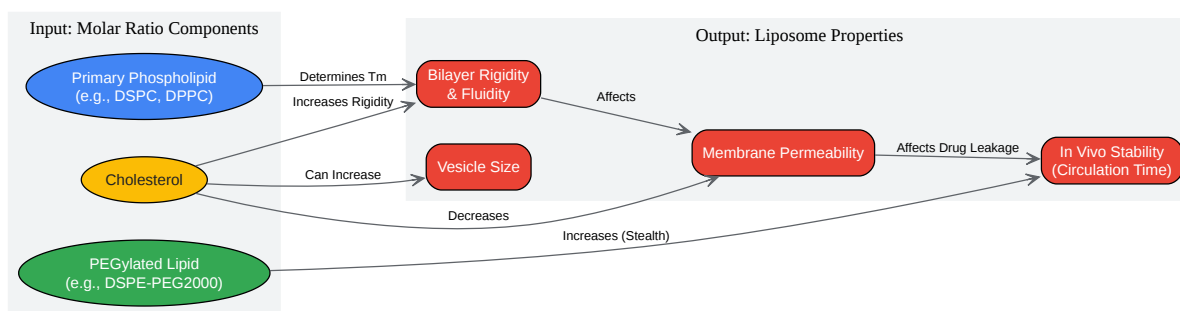 Input: Molar Ratio Components
Output: Liposome Properties
Primary Phospholipid
(e.g., DSPC, DPPC)
Determines Tm
Increases Rigidity
Bilayer Rigidity
& Fluidity
Affects
Cholesterol
Can Increase
Vesicle Size
Decreases
Membrane Permeability
Affects Drug Leakage
In Vivo Stability
(Circulation Time)
PEGylated Lipid
(e.g., DSPE-PEG2000)
Increases (Stealth)